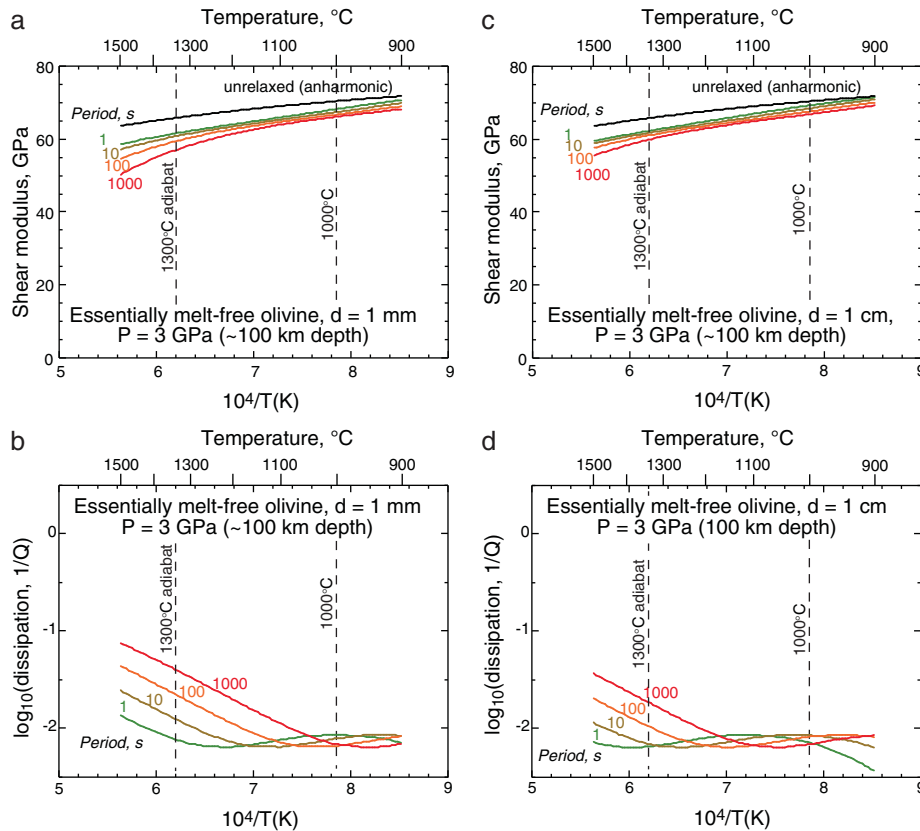 a
Temperature, °C
1500 1300 1100 900
80
60
40
20
0
Shear modulus, GPa
unrelaxed (anharmonic)
Period, s
1
10
100
1000
1300°C adiabat
1000°C
Essentially melt-free olivine, d = 1 mm
P = 3 GPa (~100 km depth)
5 6 7 8 9
10⁴/T(K)
c
Temperature, °C
1500 1300 1100 900
80
60
40
20
0
Shear modulus, GPa
unrelaxed (anharmonic)
Period, s
1
10
100
1000
1300°C adiabat
1000°C
Essentially melt-free olivine, d = 1 cm,
P = 3 GPa (~100 km depth)
5 6 7 8 9
10⁴/T(K)
b
Temperature, °C
1500 1300 1100 900
Essentially melt-free olivine, d = 1 mm
P = 3 GPa (~100 km depth)
0
-1
-2
log₁₀(dissipation, 1/Q)
1300°C adiabat
1000°C
1000
100
10
1
Period, s
5 6 7 8 9
10⁴/T(K)
d
Temperature, °C
1500 1300 1100 900
Essentially melt-free olivine, d = 1 cm
P = 3 GPa (100 km depth)
0
-1
-2
log₁₀(dissipation, 1/Q)
1300°C adiabat
1000°C
1000
100
10
1
Period, s
5 6 7 8 9
10⁴/T(K)